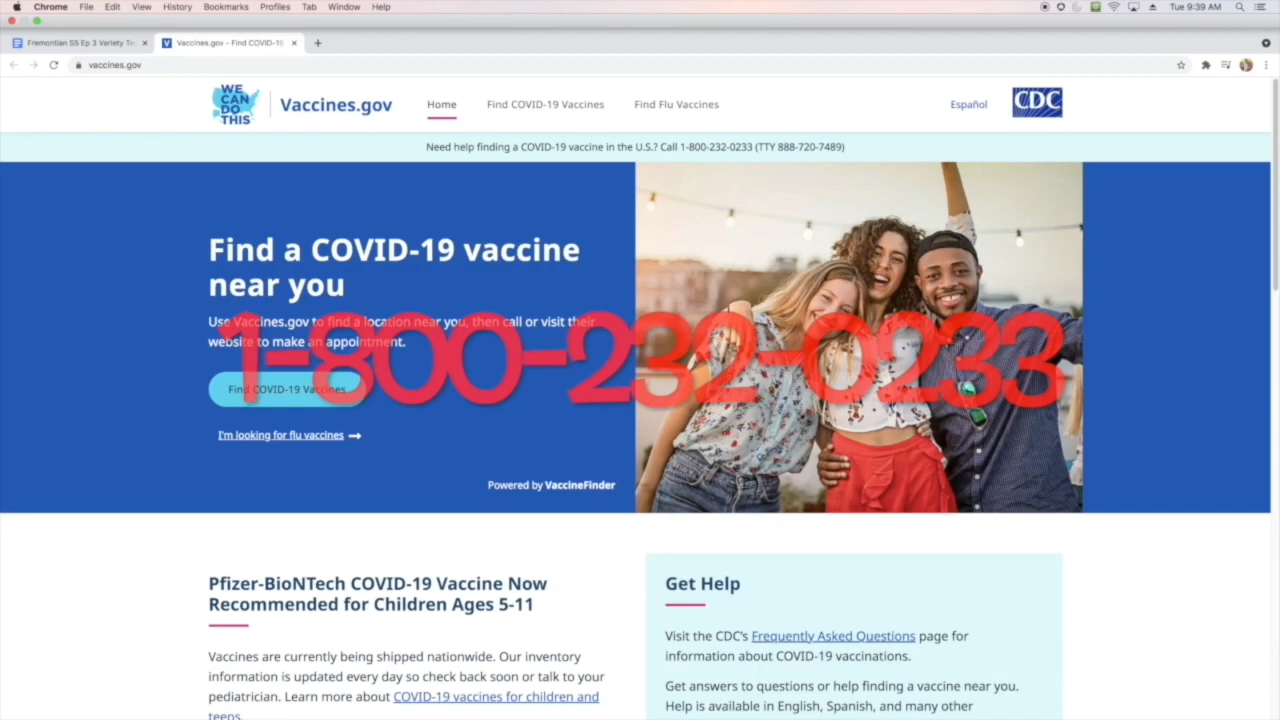 Chrome File Edit View History Bookmarks Profiles Tab Window Help Tue 9:39 AM
Fremontian S5 Ep 3 Variety Te
Vaccines.gov - Find COVID-19
vaccines.gov
WE
CAN
DO
THIS
Vaccines.gov
Home Find COVID-19 Vaccines Find Flu Vaccines Español CDC
Need help finding a COVID-19 vaccine in the U.S.? Call 1-800-232-0233 (TTY 888-720-7489)
Find a COVID-19 vaccine
near you
Use Vaccines.gov to find a location near you, then call or visit their
website to make an appointment.
1-800-232-0233
Find COVID-19 Vaccines
I'm looking for flu vaccines
Powered by VaccineFinder
Pfizer-BioNTech COVID-19 Vaccine Now
Recommended for Children Ages 5-11
Vaccines are currently being shipped nationwide. Our inventory
information is updated every day so check back soon or talk to your
pediatrician. Learn more about COVID-19 vaccines for children and
teens.
Get Help
Visit the CDC's Frequently Asked Questions page for
information about COVID-19 vaccinations.
Get answers to questions or help finding a vaccine near you.
Help is available in English, Spanish, and many other